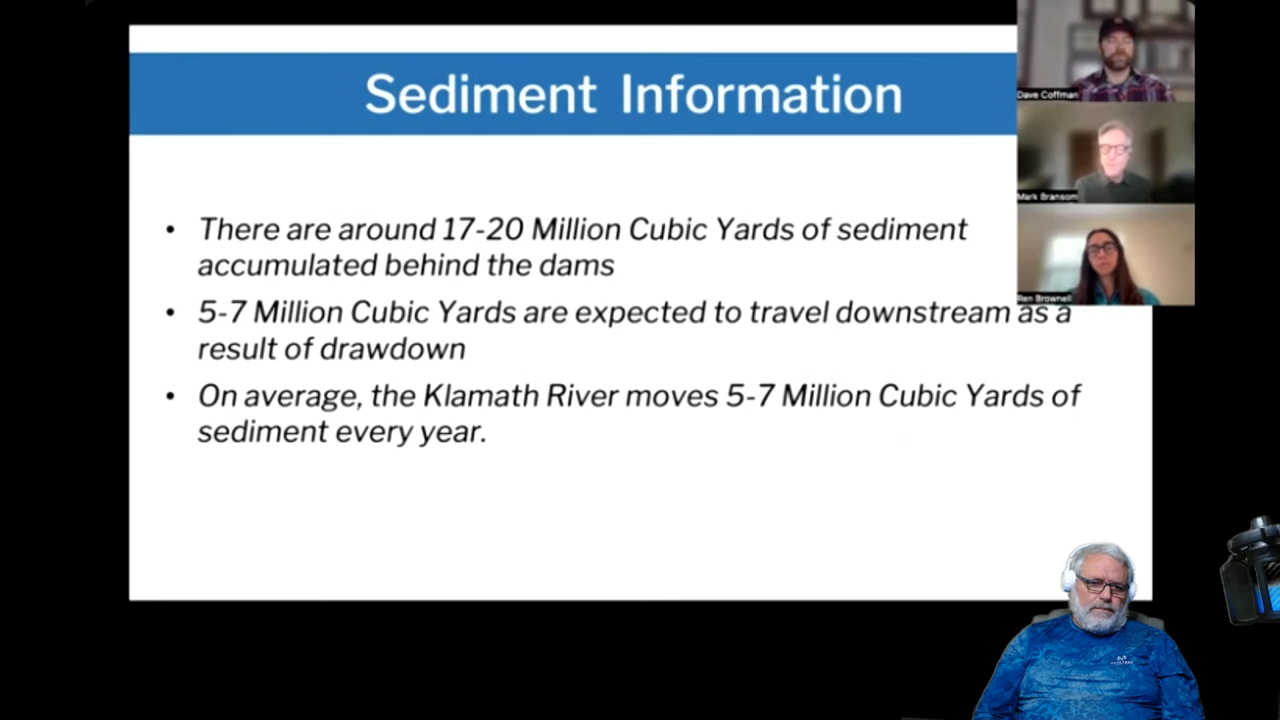 Sediment Information
Dave Coffman
Mark Bransom
Ren Brownell
• There are around 17-20 Million Cubic Yards of sediment
accumulated behind the dams
• 5-7 Million Cubic Yards are expected to travel downstream as a
result of drawdown
• On average, the Klamath River moves 5-7 Million Cubic Yards of
sediment every year.